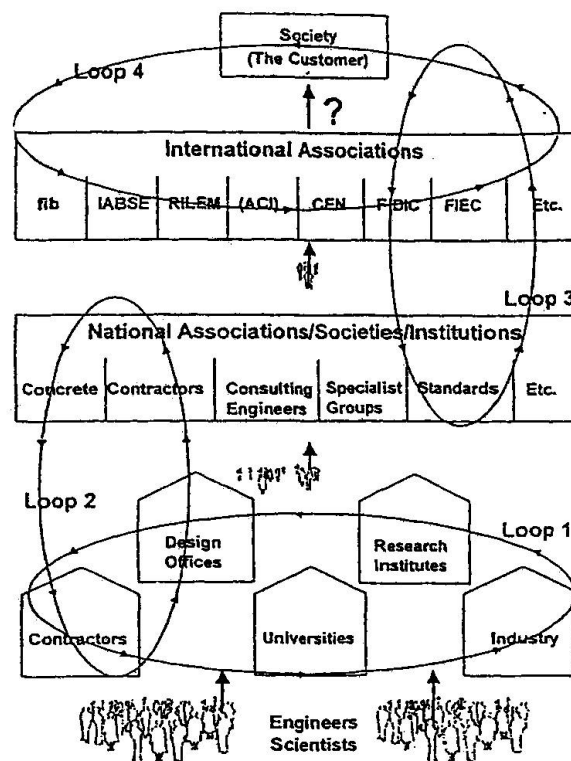 Society
(The Customer)
Loop 4
?
International Associations
fib IABSE RILEM (ACI) CEN FIDIC FIEC Etc.
Loop 3
National Associations/Societies/Institutions
Concrete Contractors Consulting Engineers Specialist Groups Standards Etc.
Loop 2
Loop 1
Design Offices
Research Institutes
Contractors Universities Industry
Engineers
Scientists